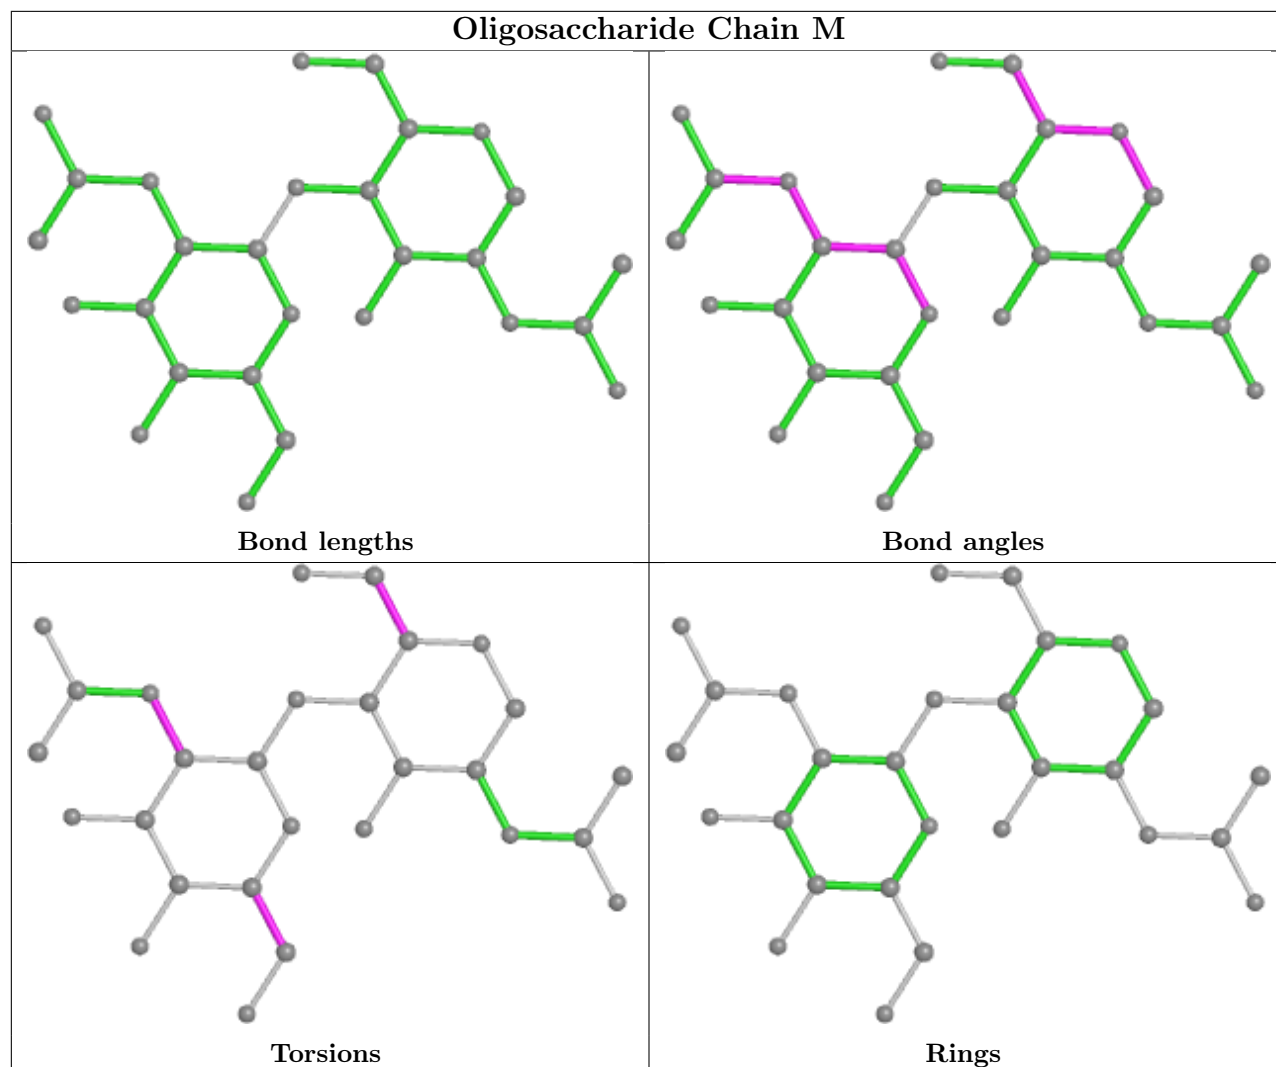 Oligosaccharide Chain M
Bond lengths
Bond angles
Torsions
Rings